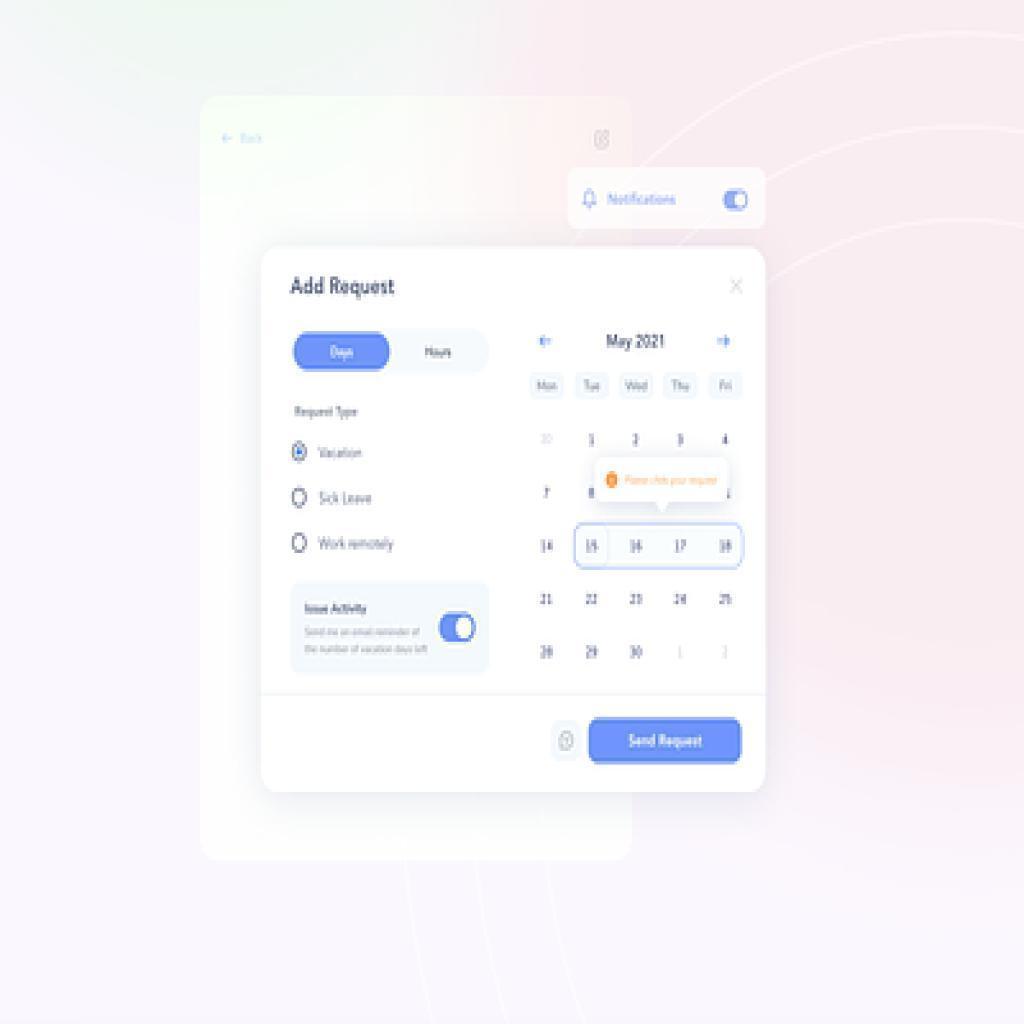 Back
Notifications
Add Request
Days Hours
May 2021
Mon Tue Wed Thu Fri
Request Type
30 1 2 3 4
Vacation
Please your request
7 8
Sick Leave
Work remotely
14 15 16 17 18
21 22 23 24 25
Issue Activity
Send me an email reminder of
the number of vacation days left
28 29 30 1 2
Send Request